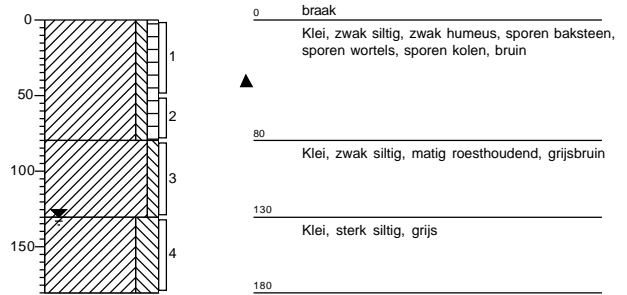 0
50
100
150
1
2
3
4
0
braak
Klei, zwak siltig, zwak humeus, sporen baksteen,
sporen wortels, sporen kolen, bruin
80
Klei, zwak siltig, matig roesthoudend, grijsbruin
130
Klei, sterk siltig, grijs
180